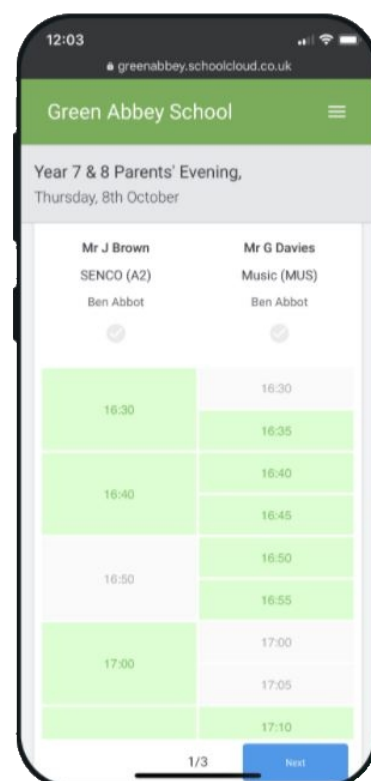 12:03
greenabbey.schoolcloud.co.uk
Green Abbey School
Year 7 & 8 Parents' Evening,
Thursday, 8th October
Mr J Brown
SENCO (A2)
Ben Abbot
Mr G Davies
Music (MUS)
Ben Abbot
16:30
16:40
16:50
17:00
16:30
16:35
16:40
16:45
16:50
16:55
17:00
17:05
17:10
1/3
Next